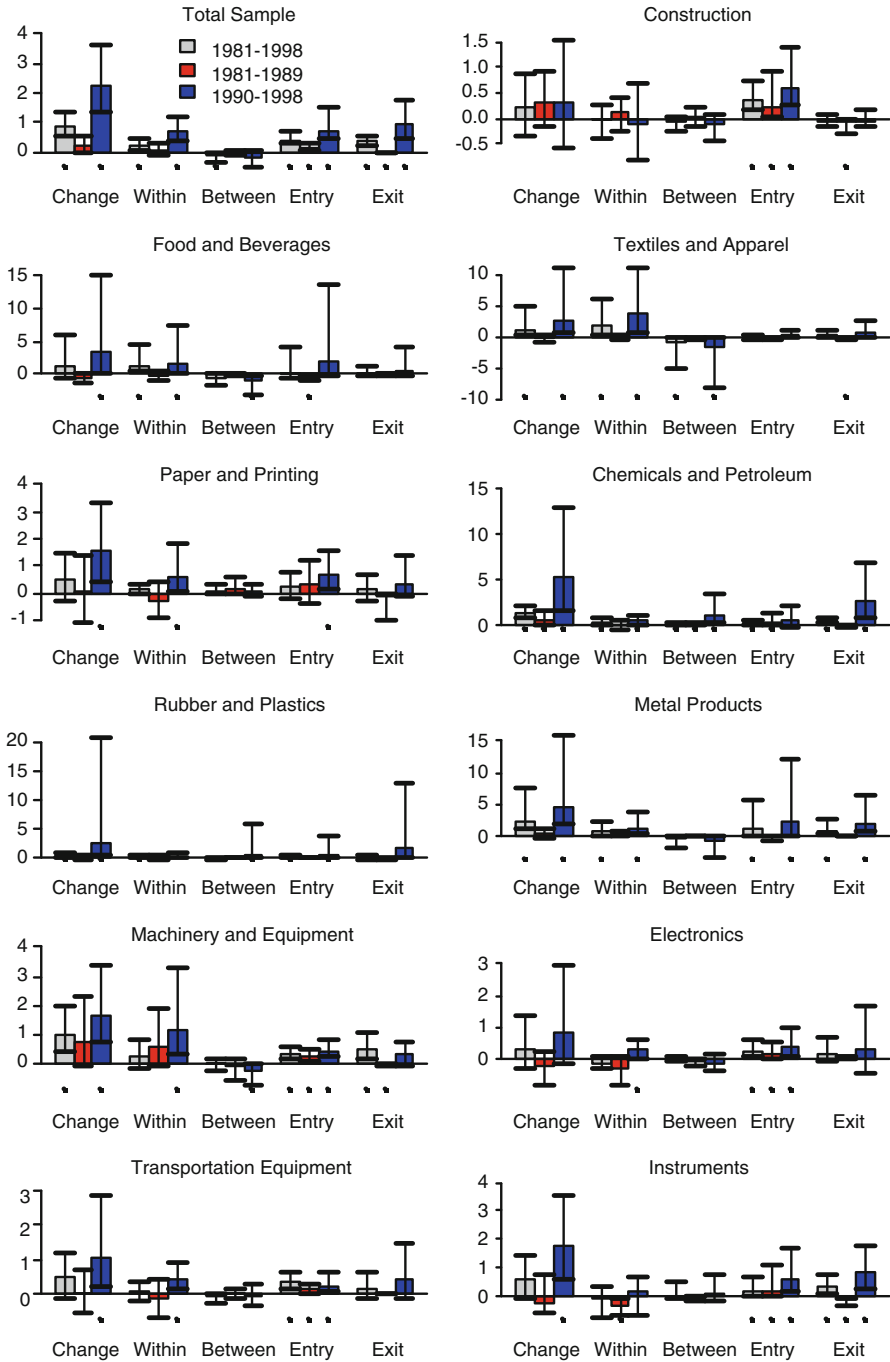 Total Sample
4
3
2
1
0
1981-1998
1981-1989
1990-1998
Change Within Between Entry Exit
Construction
1.5
1.0
0.5
0.0
-0.5
Change Within Between Entry Exit
Food and Beverages
15
10
5
0
Change Within Between Entry Exit
Textiles and Apparel
10
5
0
-5
-10
Change Within Between Entry Exit
Paper and Printing
4
3
2
1
0
-1
Change Within Between Entry Exit
Chemicals and Petroleum
15
10
5
0
Change Within Between Entry Exit
Rubber and Plastics
20
15
10
5
0
Change Within Between Entry Exit
Metal Products
15
10
5
0
Change Within Between Entry Exit
Machinery and Equipment
4
3
2
1
0
Change Within Between Entry Exit
Electronics
3
2
1
0
Change Within Between Entry Exit
Transportation Equipment
3
2
1
0
Change Within Between Entry Exit
Instruments
4
3
2
1
0
Change Within Between Entry Exit